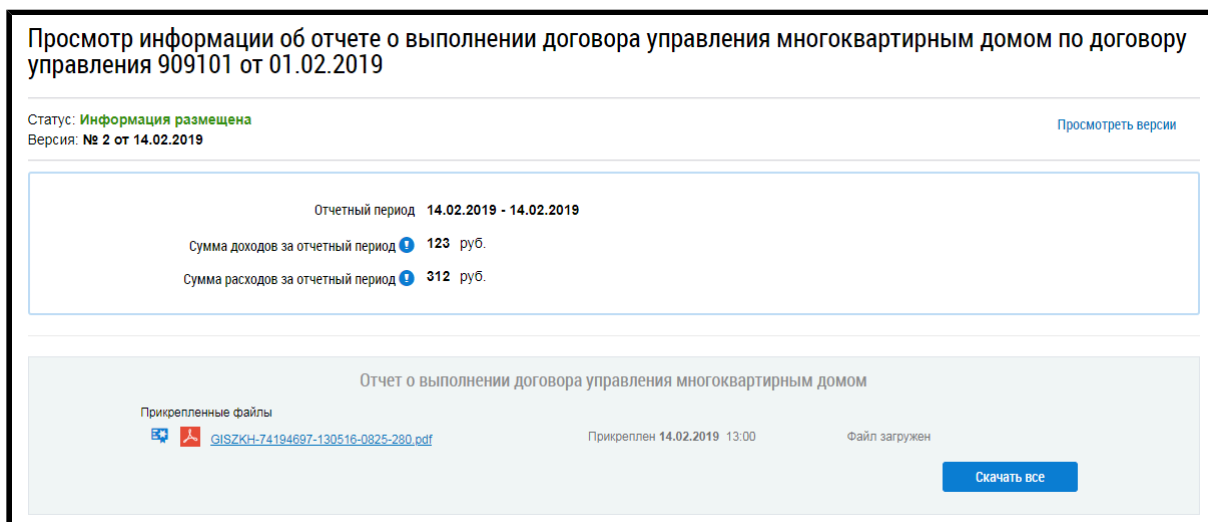 Просмотр информации об отчете о выполнении договора управления многоквартирным домом по договору
управления 909101 от 01.02.2019
Статус: Информация размещена
Просмотреть версии
Версия: № 2 от 14.02.2019
Отчетный период 14.02.2019 - 14.02.2019
Сумма доходов за отчетный период 123 руб.
Сумма расходов за отчетный период 312 руб.
Отчет о выполнении договора управления многоквартирным домом
Прикрепленные файлы
GISZKH-74194697-130516-0825-280.pdf Прикреплен 14.02.2019 13:00 Файл загружен
Скачать все